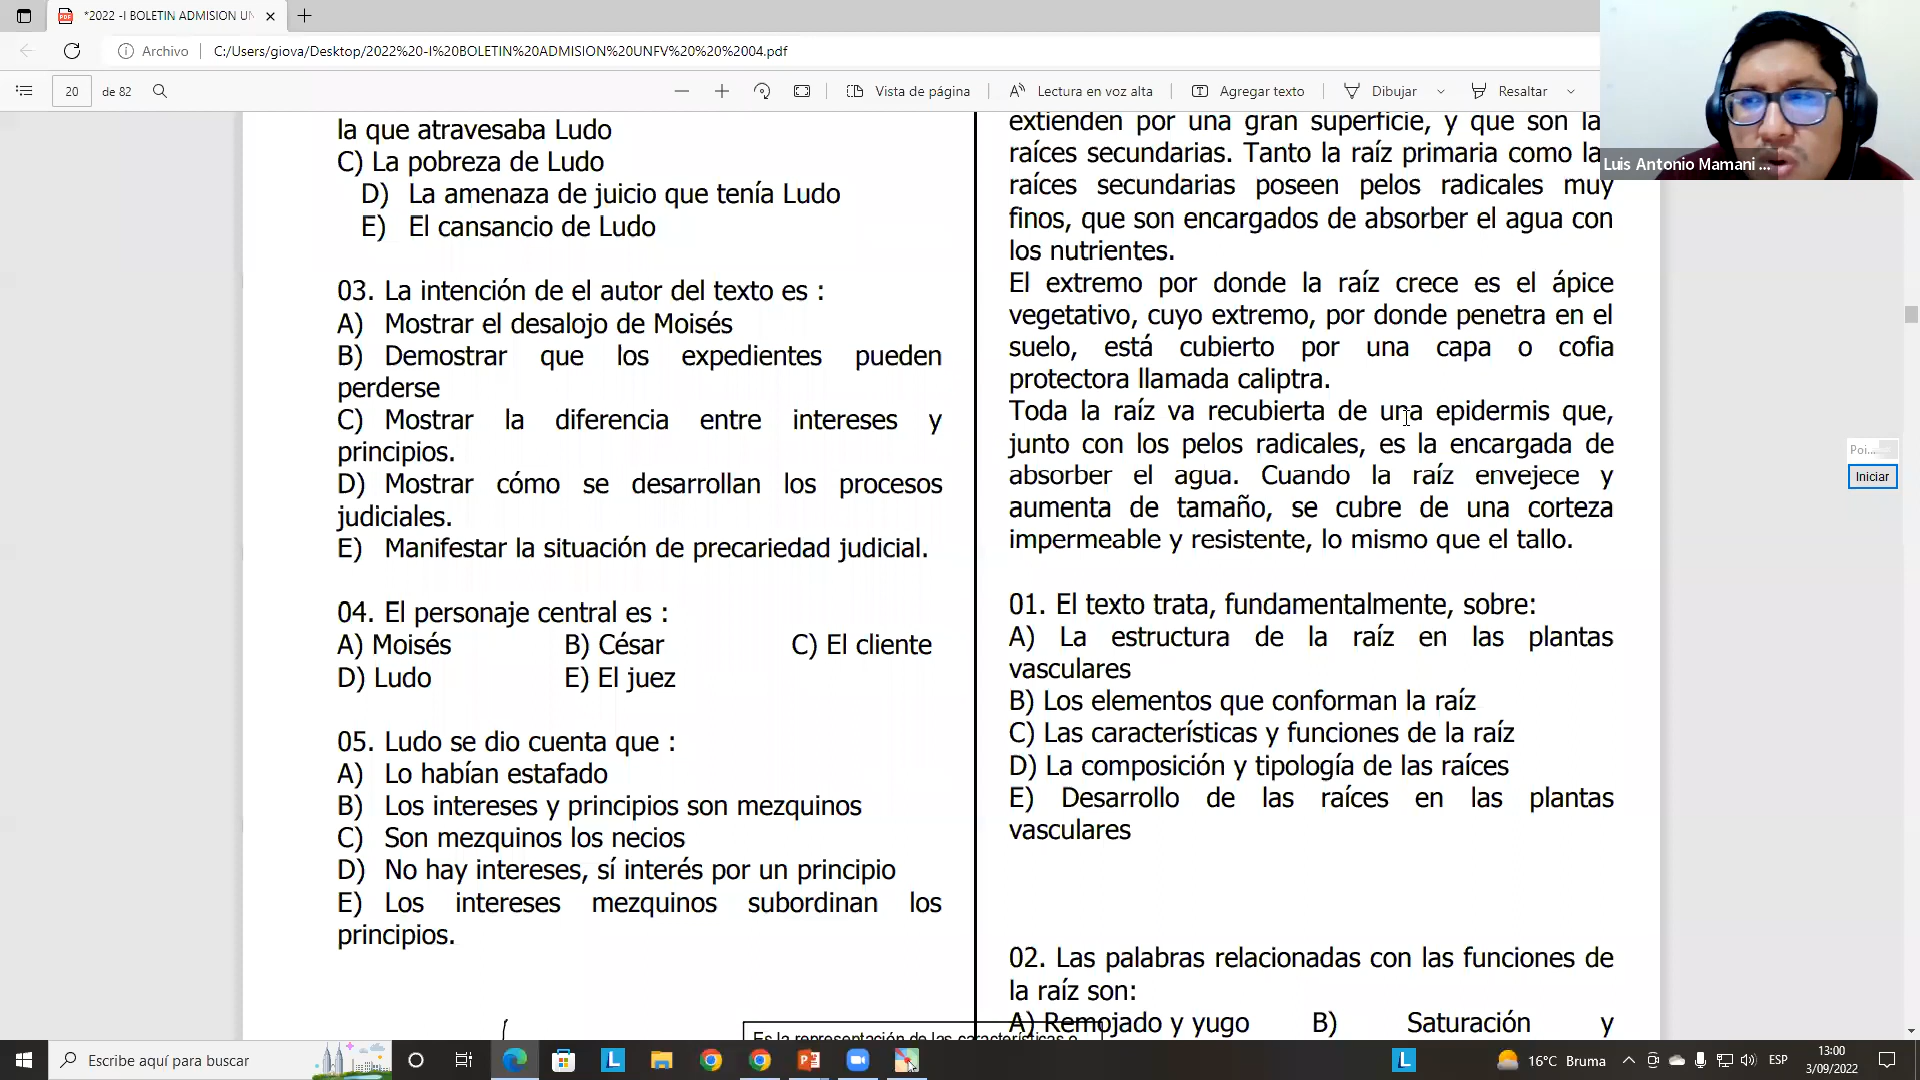 *2022 -I BOLETIN ADMISION UN
Archivo
C:/Users/giova/Desktop/2022%20-I%20BOLETIN%20ADMISION%20UNFV%20%20%2004.pdf
20
de 82
Vista de página
Lectura en voz alta
Agregar texto
Dibujar
Resaltar
Luis Antonio Mamani ...
la que atravesaba Ludo
C) La pobreza de Ludo
D) La amenaza de juicio que tenía Ludo
E) El cansancio de Ludo
03. La intención de el autor del texto es :
A) Mostrar el desalojo de Moisés
B) Demostrar que los expedientes pueden
perderse
C) Mostrar la diferencia entre intereses y
principios.
D) Mostrar cómo se desarrollan los procesos
judiciales.
E) Manifestar la situación de precariedad judicial.
04. El personaje central es :
A) Moisés B) César C) El cliente
D) Ludo E) El juez
05. Ludo se dio cuenta que :
A) Lo habían estafado
B) Los intereses y principios son mezquinos
C) Son mezquinos los necios
D) No hay intereses, sí interés por un principio
E) Los intereses mezquinos subordinan los
principios.
Es la representación de las características o
extienden por una gran superficie, y que son la
raíces secundarias. Tanto la raíz primaria como la
raíces secundarias poseen pelos radicales muy
finos, que son encargados de absorber el agua con
los nutrientes.
El extremo por donde la raíz crece es el ápice
vegetativo, cuyo extremo, por donde penetra en el
suelo, está cubierto por una capa o cofia
protectora llamada caliptra.
Toda la raíz va recubierta de una epidermis que,
junto con los pelos radicales, es la encargada de
absorber el agua. Cuando la raíz envejece y
aumenta de tamaño, se cubre de una corteza
impermeable y resistente, lo mismo que el tallo.
01. El texto trata, fundamentalmente, sobre:
A) La estructura de la raíz en las plantas
vasculares
B) Los elementos que conforman la raíz
C) Las características y funciones de la raíz
D) La composición y tipología de las raíces
E) Desarrollo de las raíces en las plantas
vasculares
02. Las palabras relacionadas con las funciones de
la raíz son:
A) Remojado y yugo B) Saturación y
Poi...
Iniciar
Escribe aquí para buscar
16°C Bruma
ESP
13:00
3/09/2022